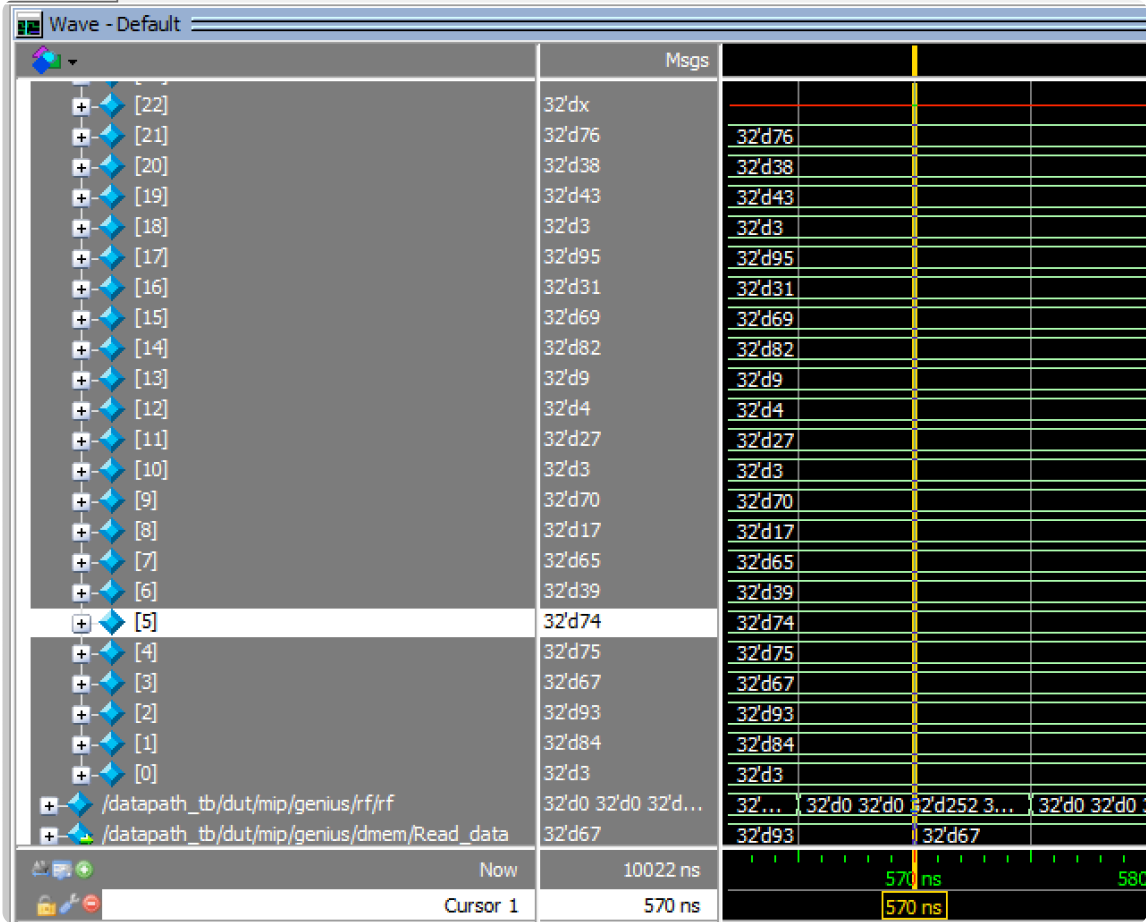 Wave - Default
Msgs
[22] 32'dx
[21] 32'd76 32'd76
[20] 32'd38 32'd38
[19] 32'd43 32'd43
[18] 32'd3 32'd3
[17] 32'd95 32'd95
[16] 32'd31 32'd31
[15] 32'd69 32'd69
[14] 32'd82 32'd82
[13] 32'd9 32'd9
[12] 32'd4 32'd4
[11] 32'd27 32'd27
[10] 32'd3 32'd3
[9] 32'd70 32'd70
[8] 32'd17 32'd17
[7] 32'd65 32'd65
[6] 32'd39 32'd39
[5] 32'd74 32'd74
[4] 32'd75 32'd75
[3] 32'd67 32'd67
[2] 32'd93 32'd93
[1] 32'd84 32'd84
[0] 32'd3 32'd3
/datapath_tb/dut/mip/genius/rf/rf 32'd0 32'd0 32'd... 32'... 32'd0 32'd0 32'd252 3... 32'd0 32'd0
/datapath_tb/dut/mip/genius/dmem/Read_data 32'd67 32'd93 32'd67
Now 10022 ns 570 ns 580
Cursor 1 570 ns 570 ns